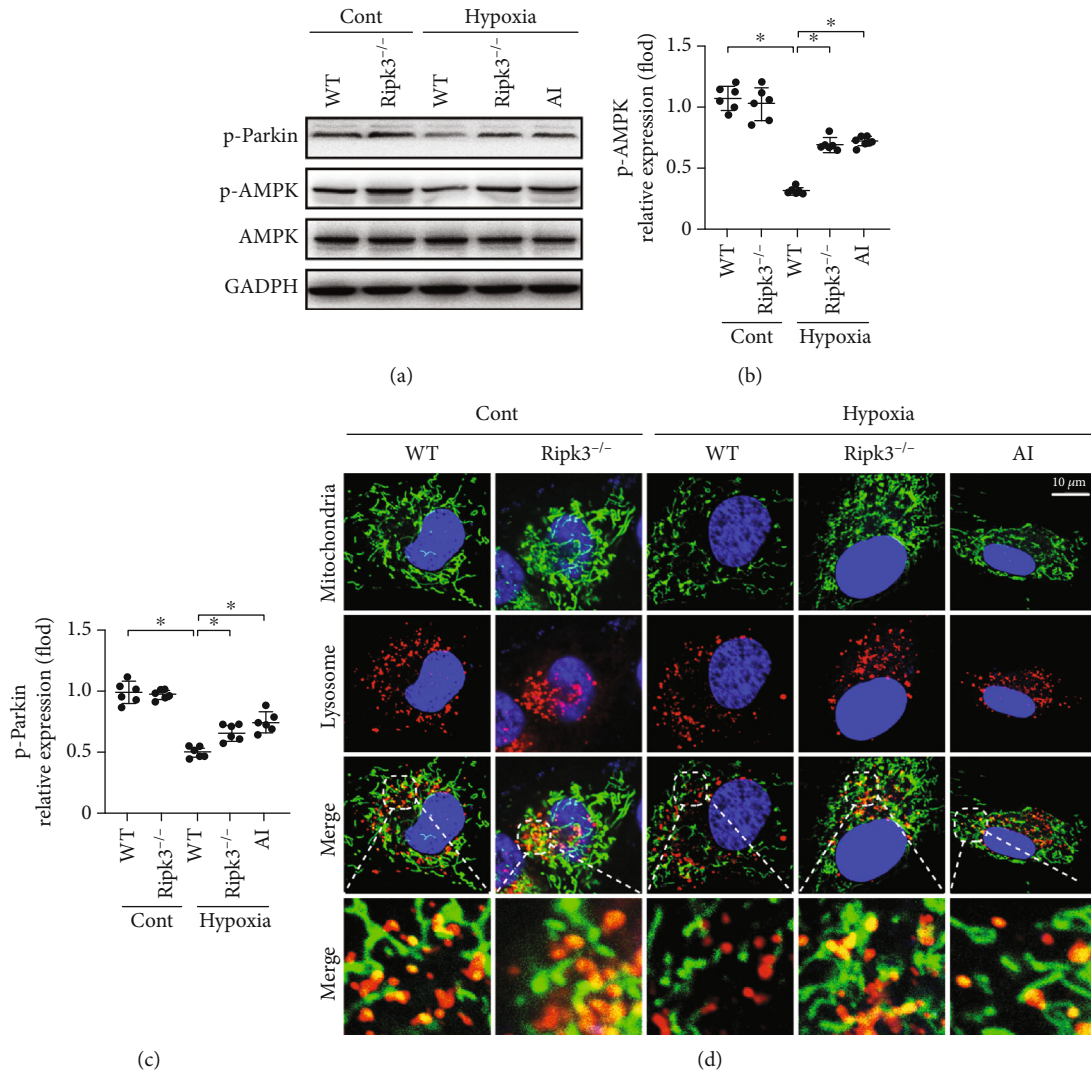 Cont Hypoxia
WT Ripk3−/− WT Ripk3−/− AI
p-Parkin
p-AMPK
AMPK
GADPH
(a)
p-AMPK
relative expression (flod)
1.5
1.0
0.5
0
* * *
WT Ripk3−/− WT Ripk3−/− AI
Cont Hypoxia
(b)
p-Parkin
relative expression (flod)
1.5
1.0
0.5
0
* * *
WT Ripk3−/− WT Ripk3−/− AI
Cont Hypoxia
(c)
Cont Hypoxia
WT Ripk3−/− WT Ripk3−/− AI
10 μm
Mitochondria
Lysosome
Merge
Merge
(d)